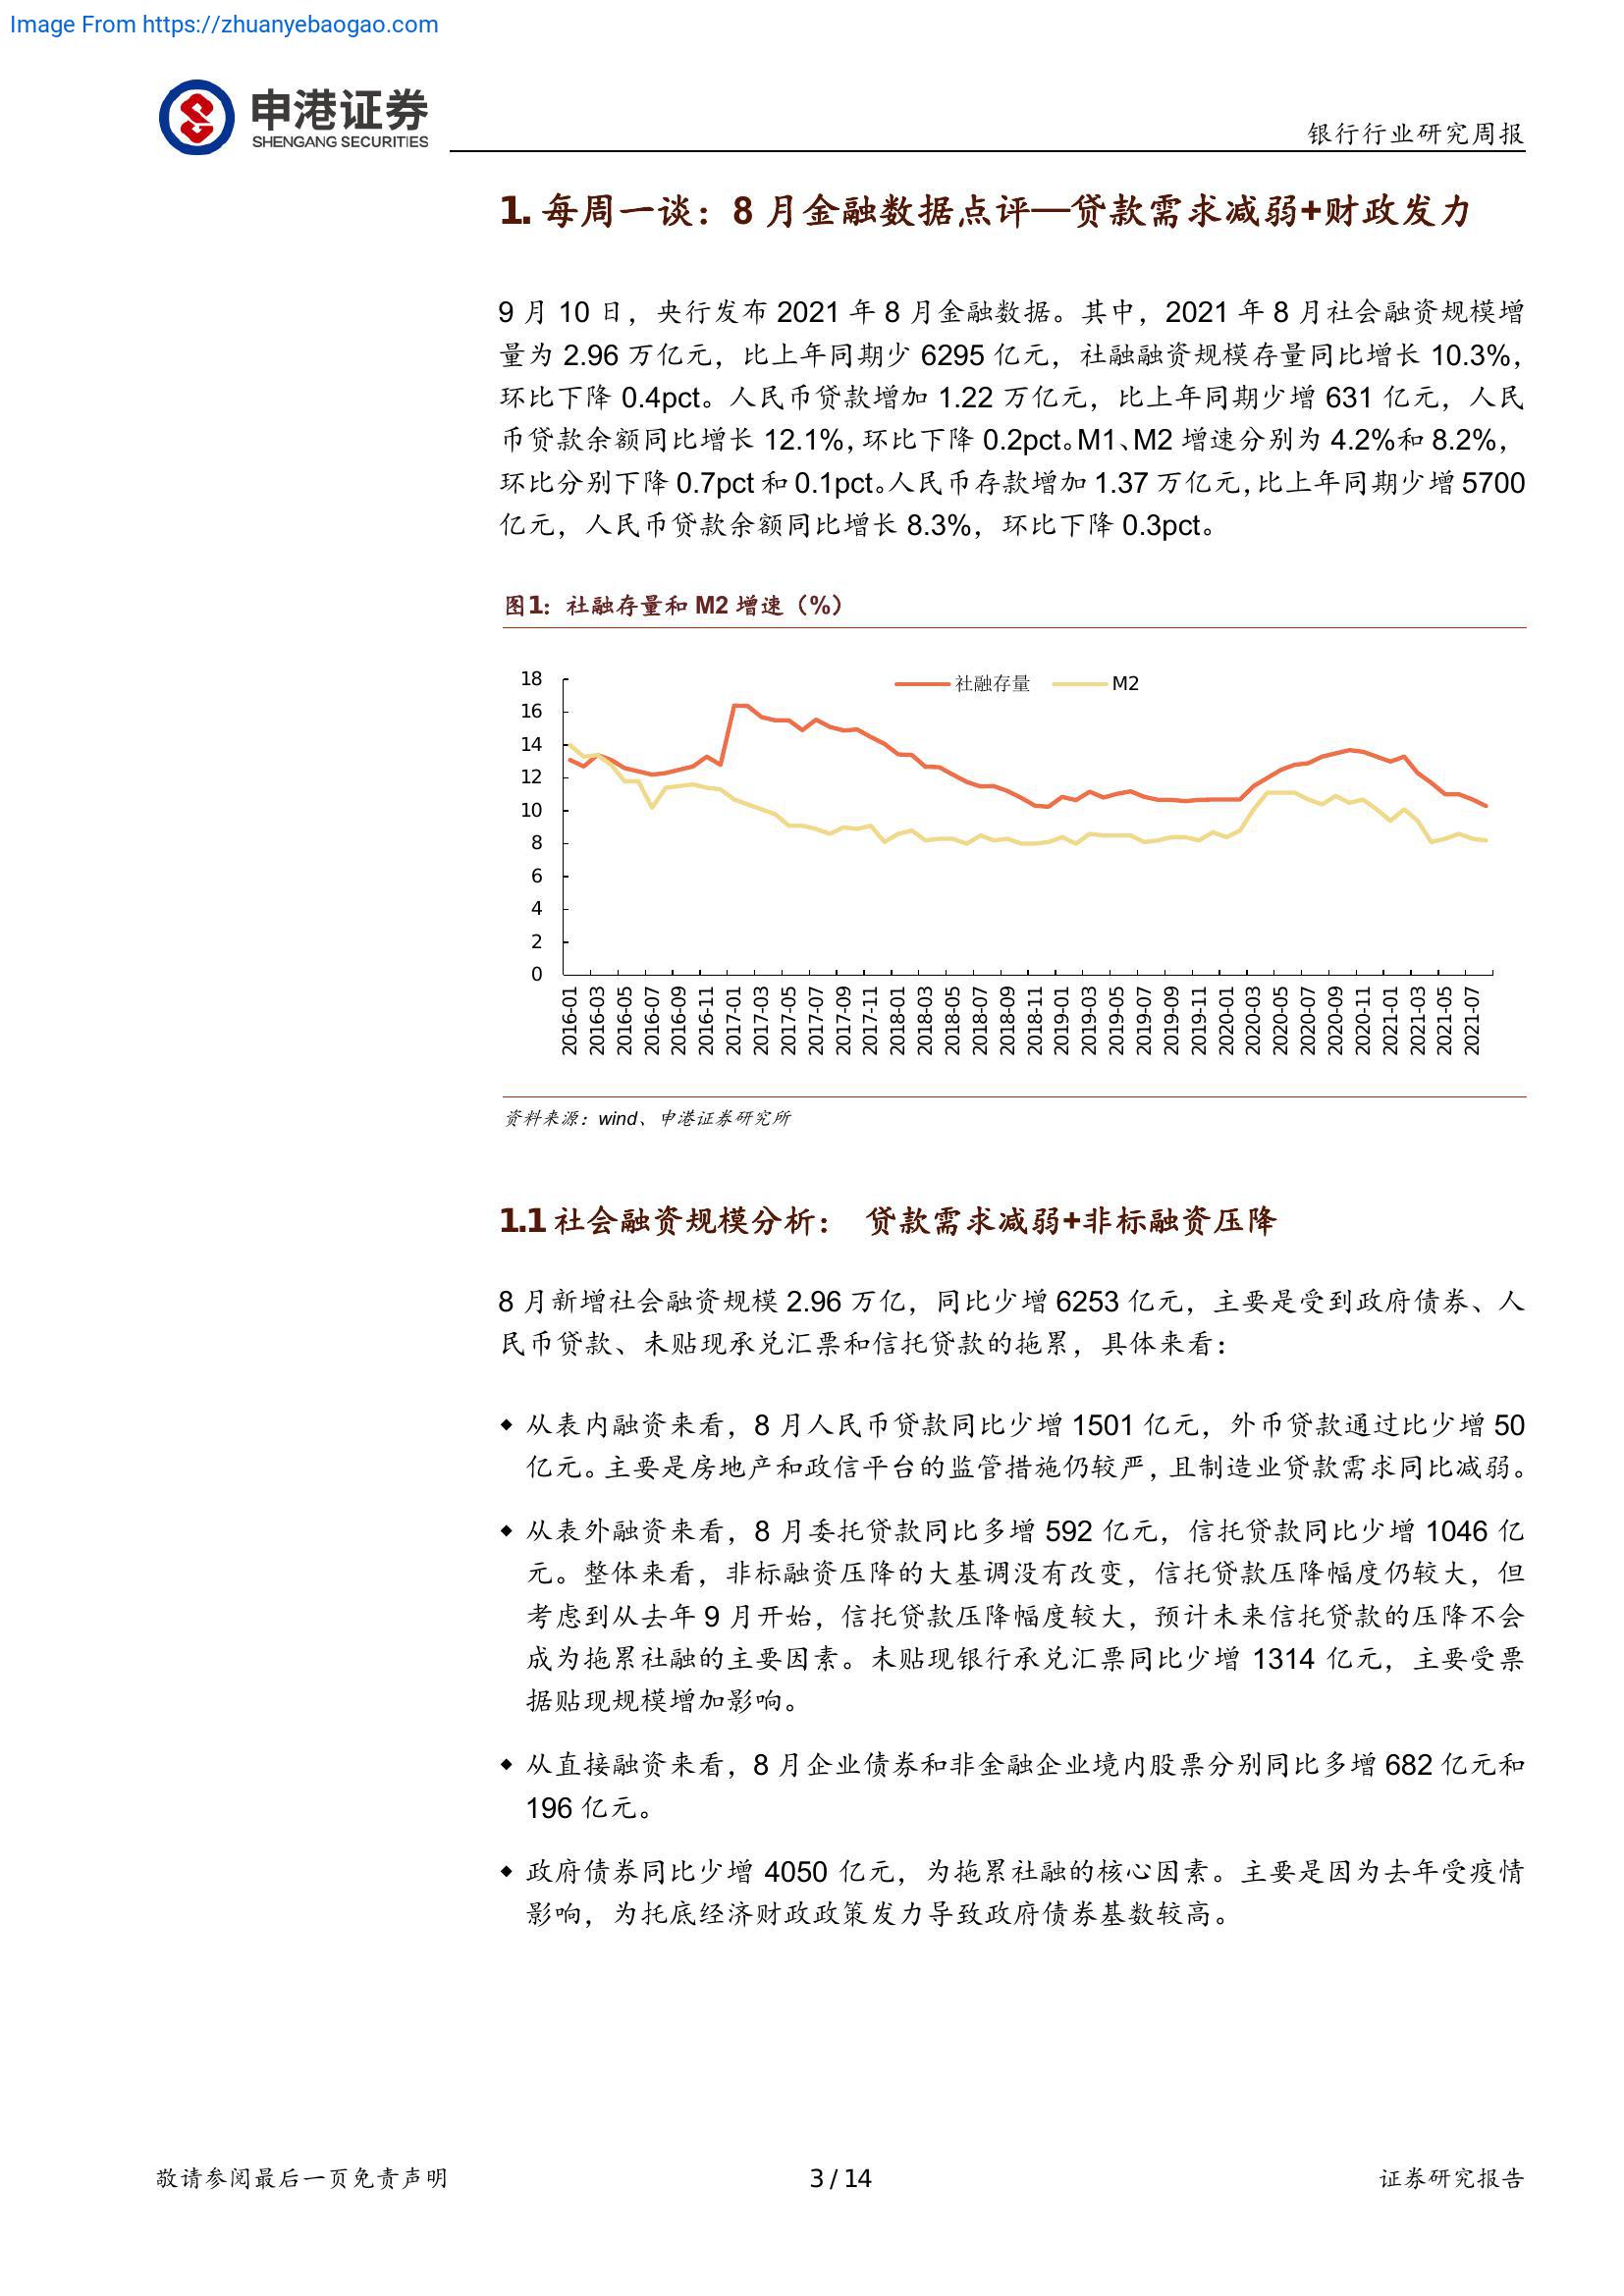 Image From https://zhuanyebaogao.com
申港证券
SHENGANG SECURITIES
银行行业研究周报
1. 每周一谈：8 月金融数据点评—贷款需求减弱+财政发力
9 月 10 日，央行发布 2021 年 8 月金融数据。其中，2021 年 8 月社会融资规模增
量为 2.96 万亿元，比上年同期少 6295 亿元，社融融资规模存量同比增长 10.3%，
环比下降 0.4pct。人民币贷款增加 1.22 万亿元，比上年同期少增 631 亿元，人民
币贷款余额同比增长 12.1%，环比下降 0.2pct。M1、M2 增速分别为 4.2%和 8.2%，
环比分别下降 0.7pct 和 0.1pct。人民币存款增加 1.37 万亿元，比上年同期少增 5700
亿元，人民币贷款余额同比增长 8.3%，环比下降 0.3pct。
图1：社融存量和 M2 增速（%）
社融存量 M2
18
16
14
12
10
8
6
4
2
0
2016-01 2016-03 2016-05 2016-07 2016-09 2016-11 2017-01 2017-03 2017-05 2017-07 2017-09 2017-11 2018-01 2018-03 2018-05 2018-07 2018-09 2018-11 2019-01 2019-03 2019-05 2019-07 2019-09 2019-11 2020-01 2020-03 2020-05 2020-07 2020-09 2020-11 2021-01 2021-03 2021-05 2021-07
资料来源：wind、申港证券研究所
1.1 社会融资规模分析： 贷款需求减弱+非标融资压降
8 月新增社会融资规模 2.96 万亿，同比少增 6253 亿元，主要是受到政府债券、人
民币贷款、未贴现承兑汇票和信托贷款的拖累，具体来看：
◆ 从表内融资来看，8 月人民币贷款同比少增 1501 亿元，外币贷款通过比少增 50
亿元。主要是房地产和政信平台的监管措施仍较严，且制造业贷款需求同比减弱。
◆ 从表外融资来看，8 月委托贷款同比多增 592 亿元，信托贷款同比少增 1046 亿
元。整体来看，非标融资压降的大基调没有改变，信托贷款压降幅度仍较大，但
考虑到从去年 9 月开始，信托贷款压降幅度较大，预计未来信托贷款的压降不会
成为拖累社融的主要因素。未贴现银行承兑汇票同比少增 1314 亿元，主要受票
据贴现规模增加影响。
◆ 从直接融资来看，8 月企业债券和非金融企业境内股票分别同比多增 682 亿元和
196 亿元。
◆ 政府债券同比少增 4050 亿元，为拖累社融的核心因素。主要是因为去年受疫情
影响，为托底经济财政政策发力导致政府债券基数较高。
敬请参阅最后一页免责声明
3 / 14
证券研究报告